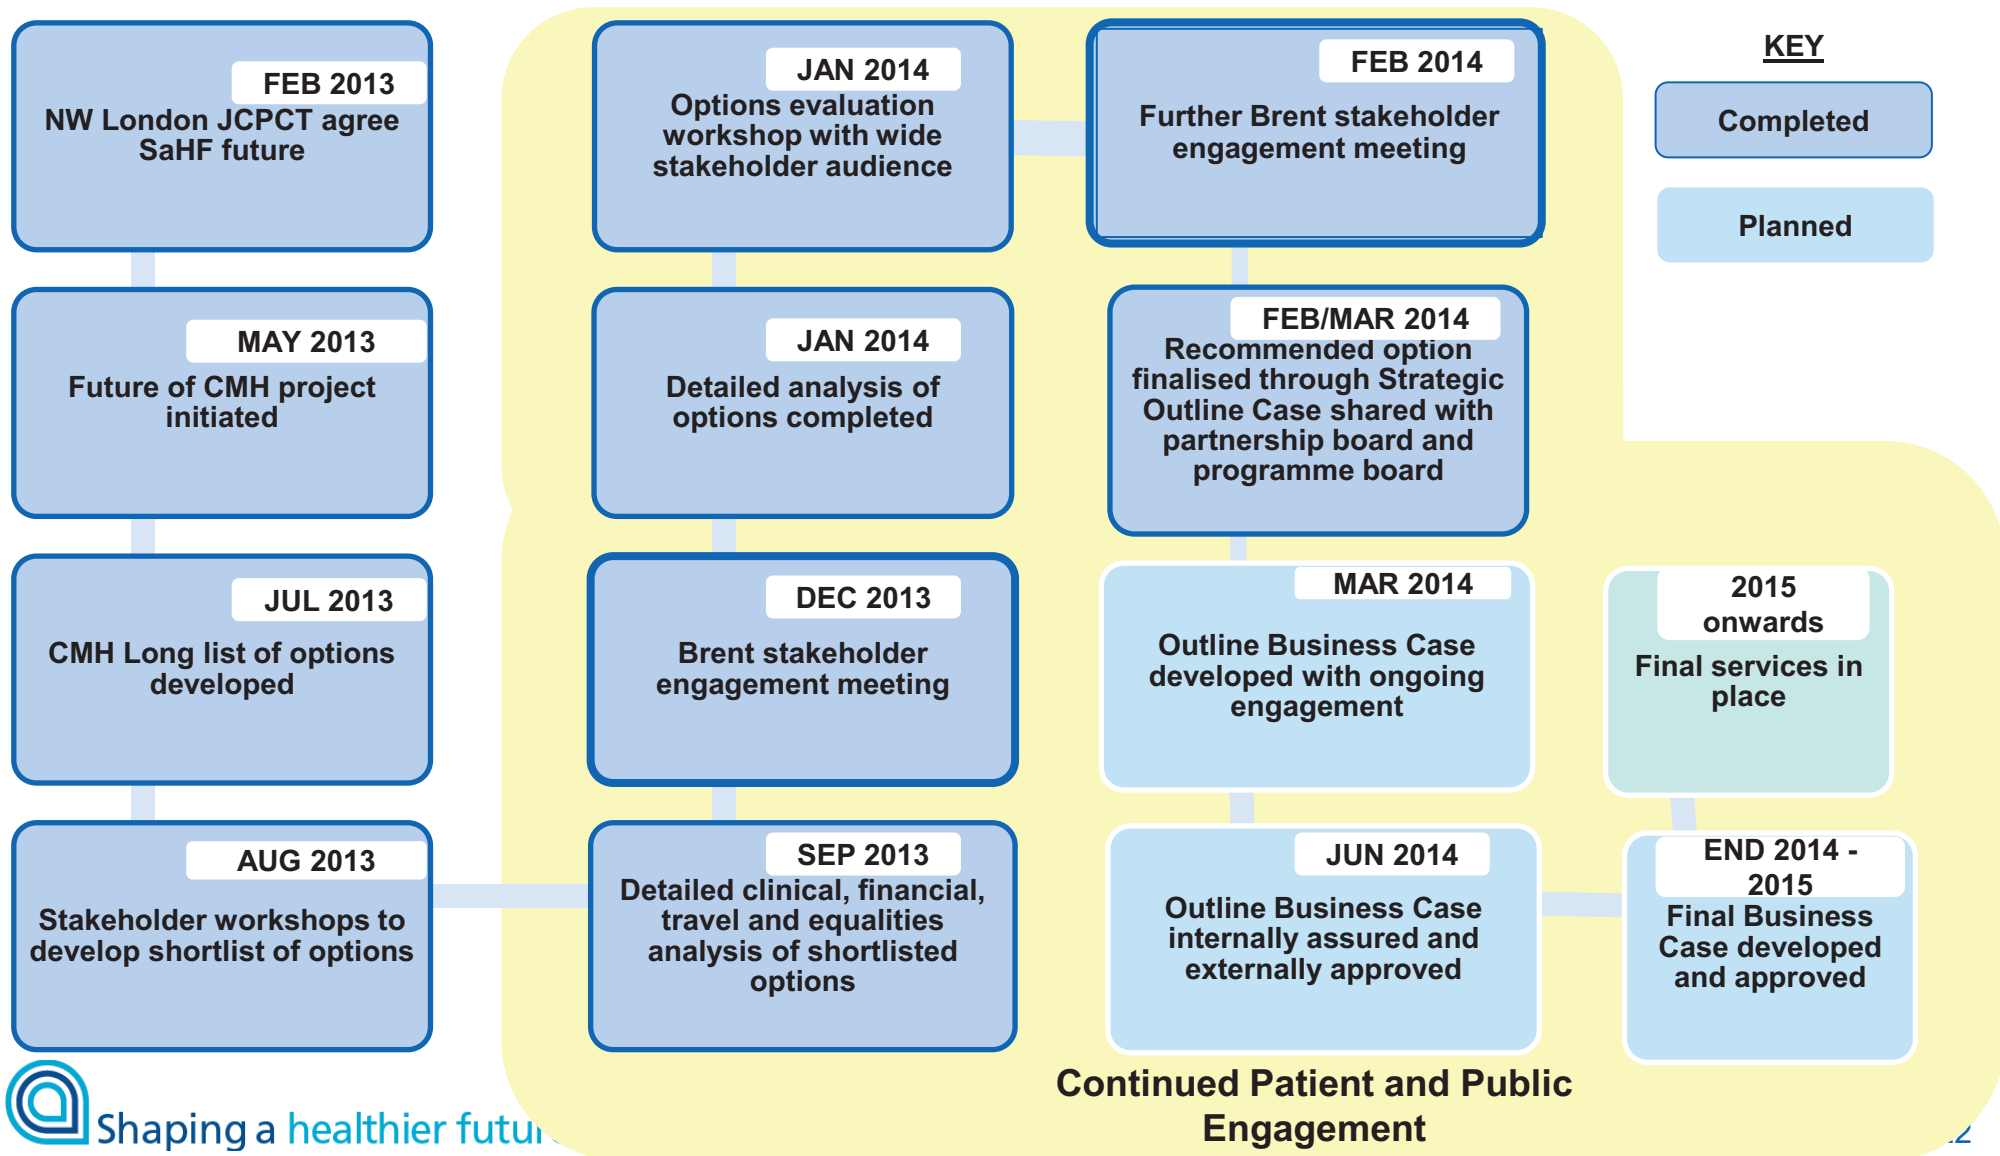 FEB 2013
NW London JCPCT agree
SaHF future
MAY 2013
Future of CMH project
initiated
JUL 2013
CMH Long list of options
developed
AUG 2013
Stakeholder workshops to
develop shortlist of options
SEP 2013
Detailed clinical, financial,
travel and equalities
analysis of shortlisted
options
DEC 2013
Brent stakeholder
engagement meeting
JAN 2014
Detailed analysis of
options completed
JAN 2014
Options evaluation
workshop with wide
stakeholder audience
FEB 2014
Further Brent stakeholder
engagement meeting
FEB/MAR 2014
Recommended option
finalised through Strategic
Outline Case shared with
partnership board and
programme board
MAR 2014
Outline Business Case
developed with ongoing
engagement
JUN 2014
Outline Business Case
internally assured and
externally approved
END 2014 -
2015
Final Business
Case developed
and approved
2015
onwards
Final services in
place
KEY
Completed
Planned
Continued Patient and Public
Engagement
Shaping a healthier